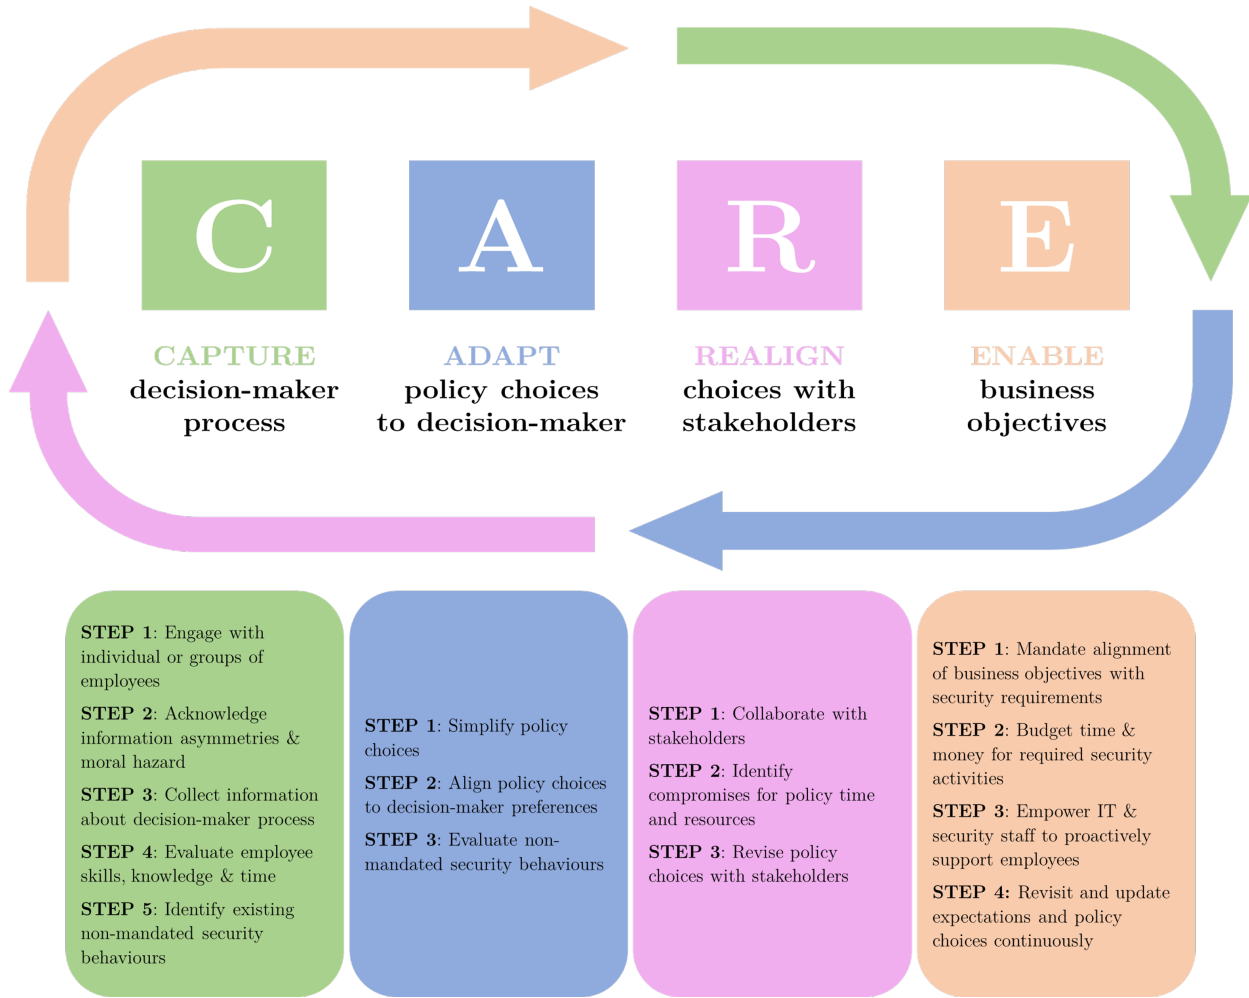 C
A
R
E
CAPTURE
decision-maker
process
ADAPT
policy choices
to decision-maker
REALIGN
choices with
stakeholders
ENABLE
business
objectives
STEP 1: Engage with
individual or groups of
employees
STEP 2: Acknowledge
information asymmetries &
moral hazard
STEP 3: Collect information
about decision-maker process
STEP 4: Evaluate employee
skills, knowledge & time
STEP 5: Identify existing
non-mandated security
behaviours
STEP 1: Simplify policy
choices
STEP 2: Align policy choices
to decision-maker preferences
STEP 3: Evaluate non-
mandated security behaviours
STEP 1: Collaborate with
stakeholders
STEP 2: Identify
compromises for policy time
and resources
STEP 3: Revise policy
choices with stakeholders
STEP 1: Mandate alignment
of business objectives with
security requirements
STEP 2: Budget time &
money for required security
activities
STEP 3: Empower IT &
security staff to proactively
support employees
STEP 4: Revisit and update
expectations and policy
choices continuously